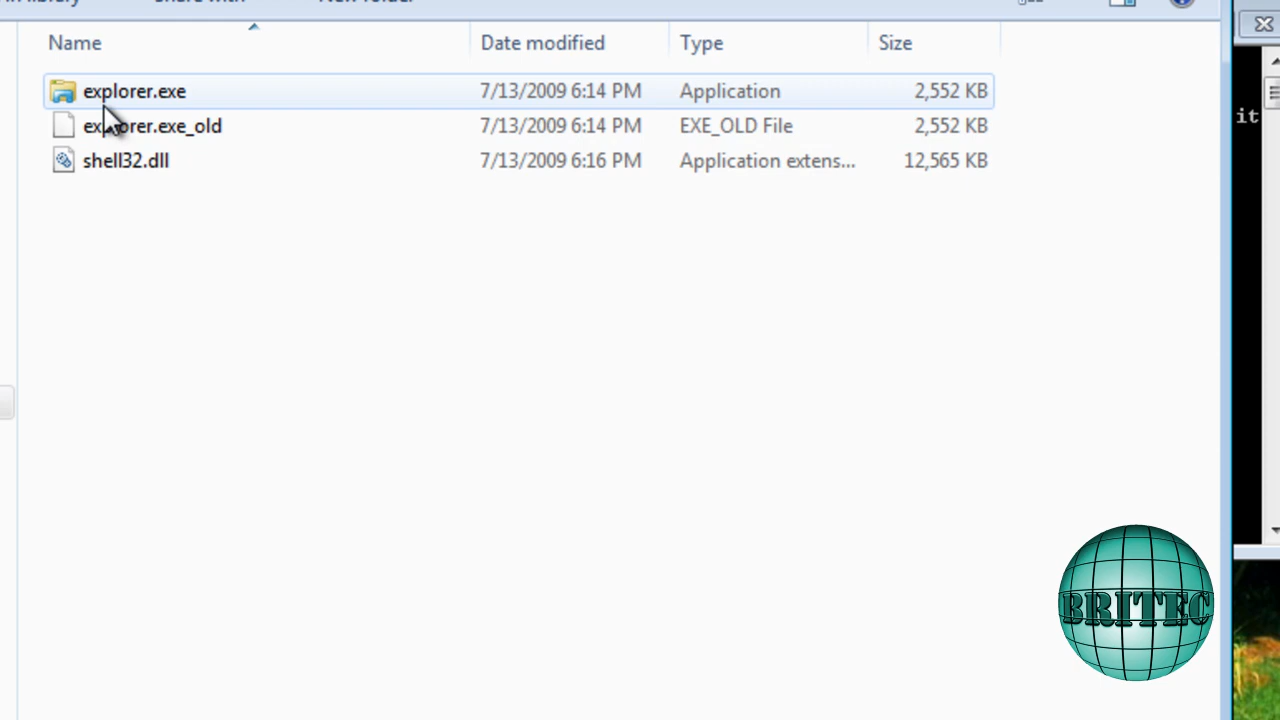 Name Date modified Type Size
explorer.exe 7/13/2009 6:14 PM Application 2,552 KB
explorer.exe_old 7/13/2009 6:14 PM EXE_OLD File 2,552 KB
shell32.dll 7/13/2009 6:16 PM Application extens... 12,565 KB
it
BRITEC